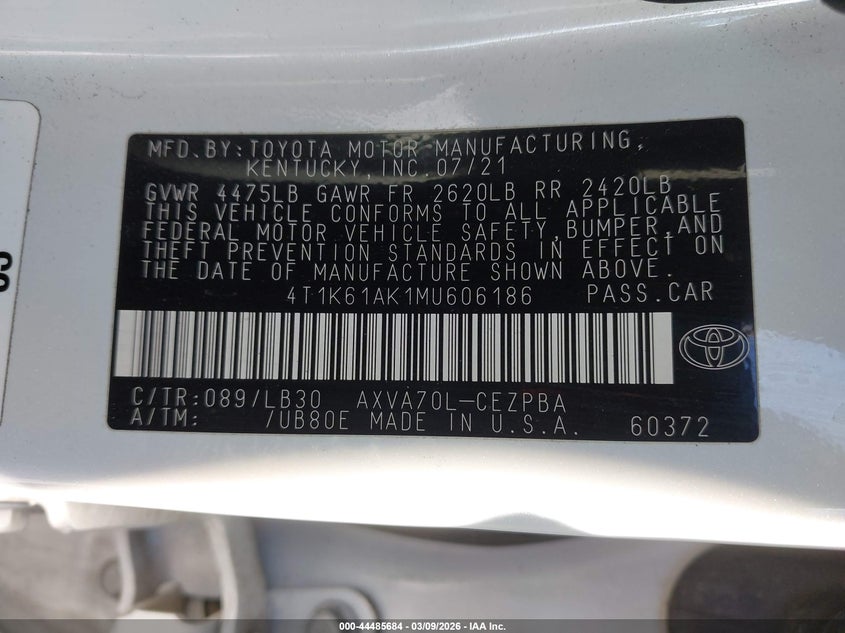 MFD.BY:TOYOTA MOTOR MANUFACTURING,
KENTUCKY,INC.07/21
GVWR 4475LB GAWR FR 2620LB RR 2420LB
THIS VEHICLE CONFORMS TO ALL APPLICABLE
FEDERAL MOTOR VEHICLE SAFETY,BUMPER,AND
THEFT PREVENTION STANDARDS IN EFFECT ON
THE DATE OF MANUFACTURE SHOWN ABOVE.
4T1K61AK1MU606186 PASS.CAR
C/TR:089/LB30 AXVA70L-CEZPBA
A/TM: /UB80E MADE IN U.S.A. 60372
000-44485684 | 03/09/2026 - IAA Inc.